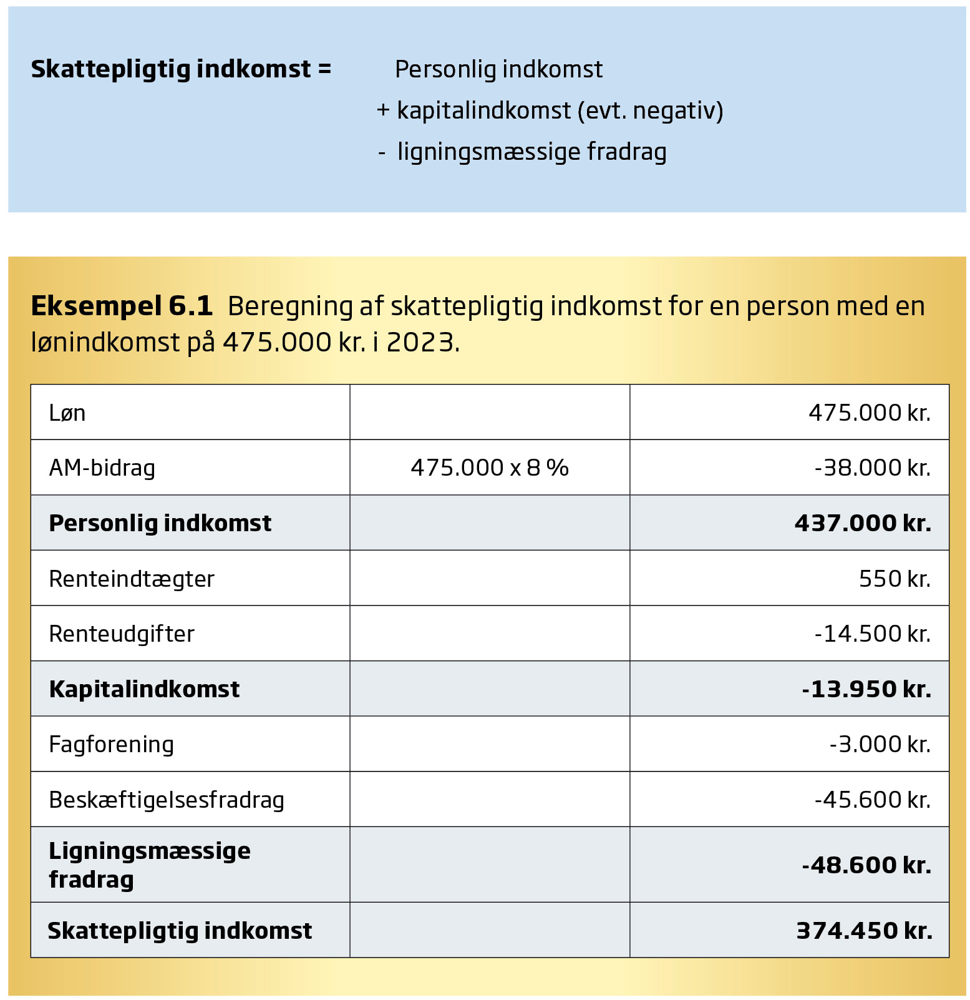 Skattepligtig indkomst = Personlig indkomst
+ kapitalindkomst (evt. negativ)
- ligningsmæssige fradrag
Eksempel 6.1 Beregning af skattepligtig indkomst for en person med en
lønindkomst på 475.000 kr. i 2023.
Løn 475.000 kr.
AM-bidrag 475.000 x 8 % -38.000 kr.
Personlig indkomst 437.000 kr.
Renteindtægter 550 kr.
Renteudgifter -14.500 kr.
Kapitalindkomst -13.950 kr.
Fagforening -3.000 kr.
Beskæftigelsesfradrag -45.600 kr.
Ligningsmæssige
fradrag -48.600 kr.
Skattepligtig indkomst 374.450 kr.